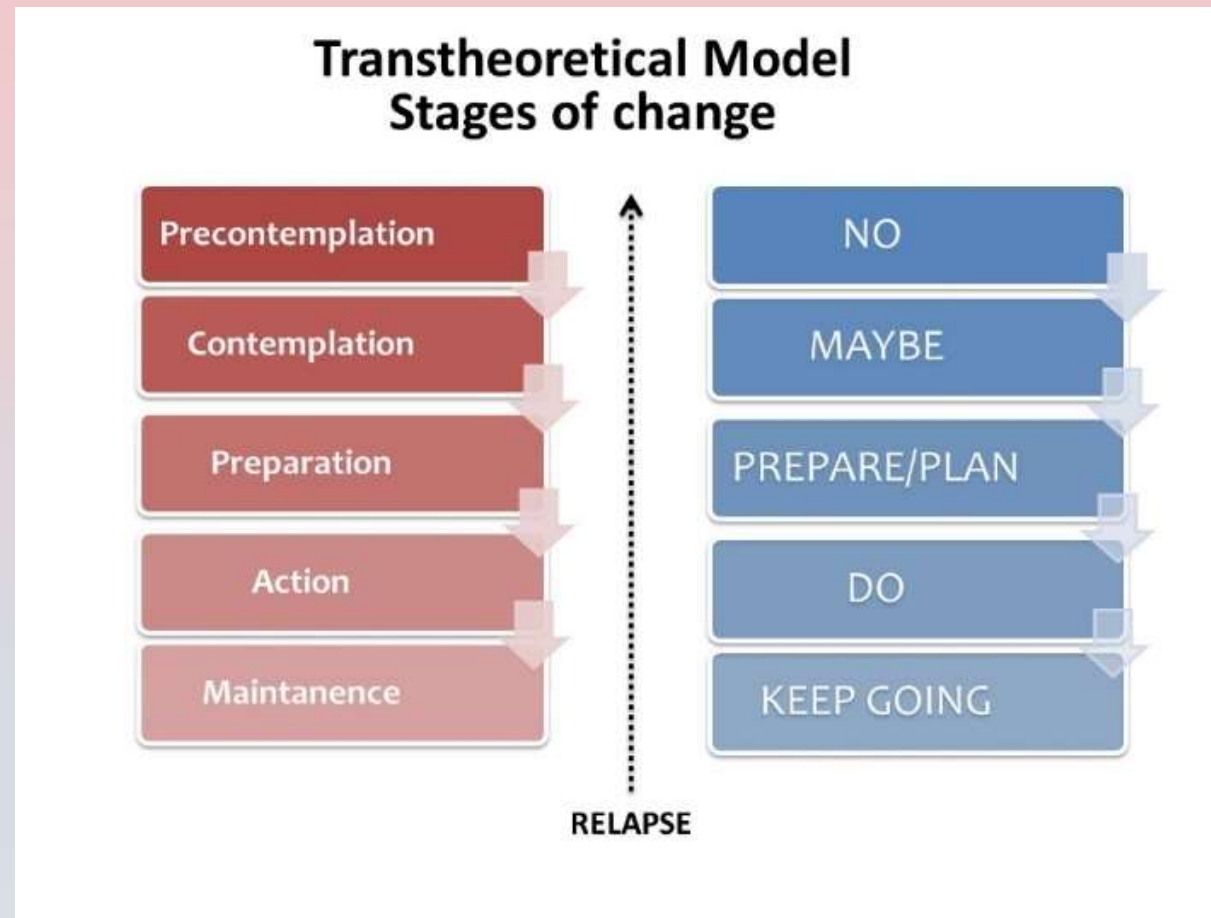 Transtheoretical Model
Stages of change
Precontemplation
Contemplation
Preparation
Action
Maintanence
RELAPSE
NO
MAYBE
PREPARE/PLAN
DO
KEEP GOING